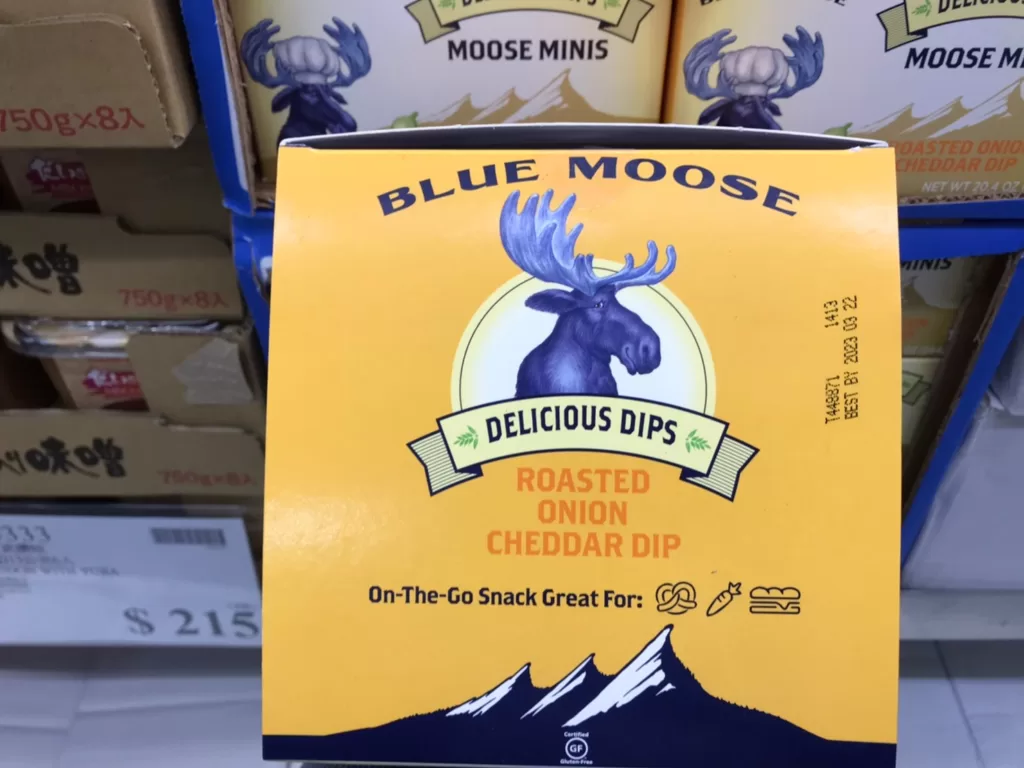 MOOSE MINIS
MOOSE MI
ROASTED ONIO
CHEDDAR DIP
NET WT 20.4 OZ
750g×8入
味噌
750g×8入
味噌
750g×8入
$ 215
BLUE MOOSE
DELICIOUS DIPS
ROASTED
ONION
CHEDDAR DIP
On-The-Go Snack Great For:
T449871 1413
BEST BY 2023 03 22
Certified
GF
Gluten-Free